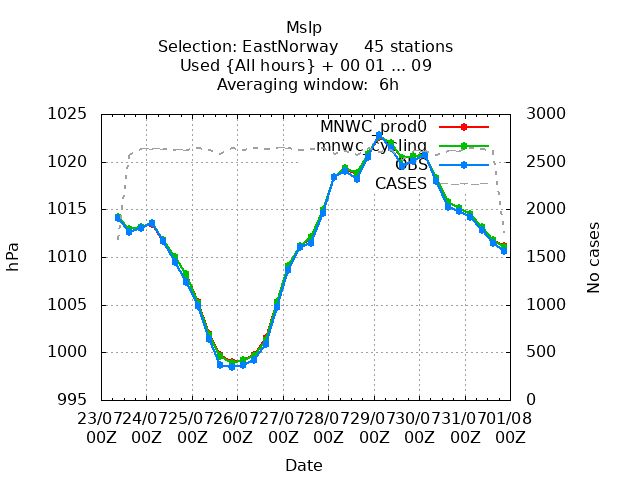 Mslp
Selection: EastNorway     45 stations
Used {All hours} + 00 01 ... 09
Averaging window:  6h
1025
1020
1015
1010
1005
1000
995
hPa
3000
2500
2000
1500
1000
500
0
No cases
MNWC_prod0
mnwc_cycling
OBS
CASES
23/07 24/07 25/07 26/07 27/07 28/07 29/07 30/07 31/07 01/08
00Z 00Z 00Z 00Z 00Z 00Z 00Z 00Z 00Z 00Z
Date